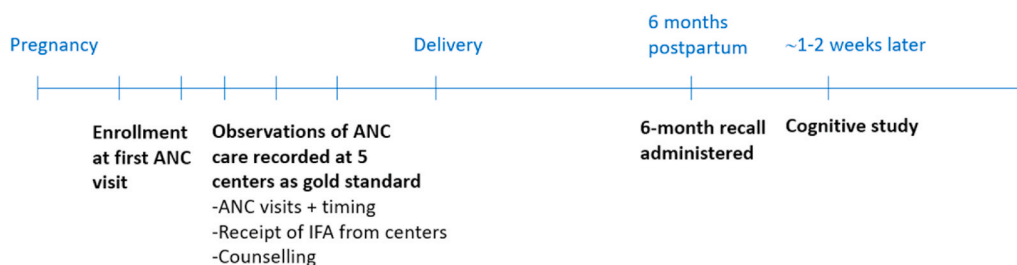 6 months
Pregnancy
Delivery
postpartum
~1-2 weeks later
Enrollment
at first ANC
visit
Observations of ANC
care recorded at 5
centers as gold standard
-ANC visits + timing
-Receipt of IFA from centers
-Counselling
6-month recall
administered
Cognitive study